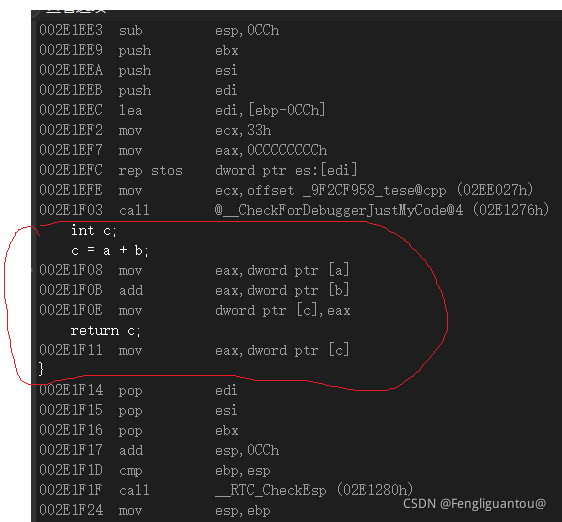 002E1EE3 sub esp,0CCh
002E1EE9 push ebx
002E1EEA push esi
002E1EEB push edi
002E1EEC lea edi,[ebp-0CCh]
002E1EF2 mov ecx,33h
002E1EF7 mov eax,0CCCCCCCCh
002E1EFC rep stos dword ptr es:[edi]
002E1EFE mov ecx,offset _9F2CF958_tese@cpp (02EE027h)
002E1F03 call @__CheckForDebuggerJustMyCode@4 (02E1276h)
int c;
c = a + b;
002E1F08 mov eax,dword ptr [a]
002E1F0B add eax,dword ptr [b]
002E1F0E mov dword ptr [c],eax
return c;
002E1F11 mov eax,dword ptr [c]
}
002E1F14 pop edi
002E1F15 pop esi
002E1F16 pop ebx
002E1F17 add esp,0CCh
002E1F1D cmp ebp,esp
002E1F1F call __RTC_CheckEsp (02E1280h)
002E1F24 mov esp,ebp
CSDN @Fengliguantou@